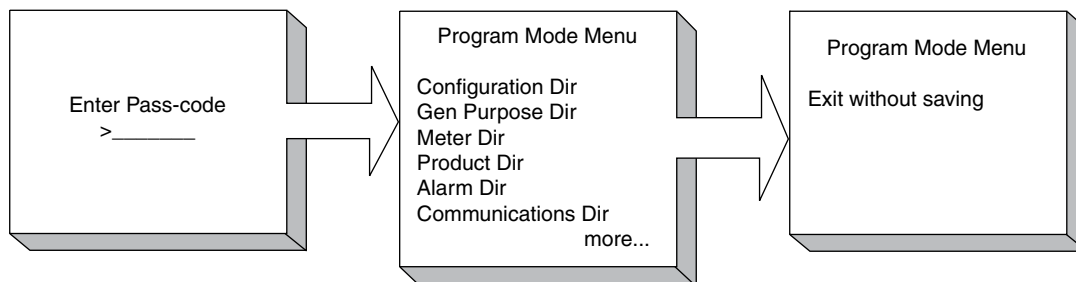 Enter Pass-code
>_______
Program Mode Menu
Configuration Dir
Gen Purpose Dir
Meter Dir
Product Dir
Alarm Dir
Communications Dir
more...
Program Mode Menu
Exit without saving